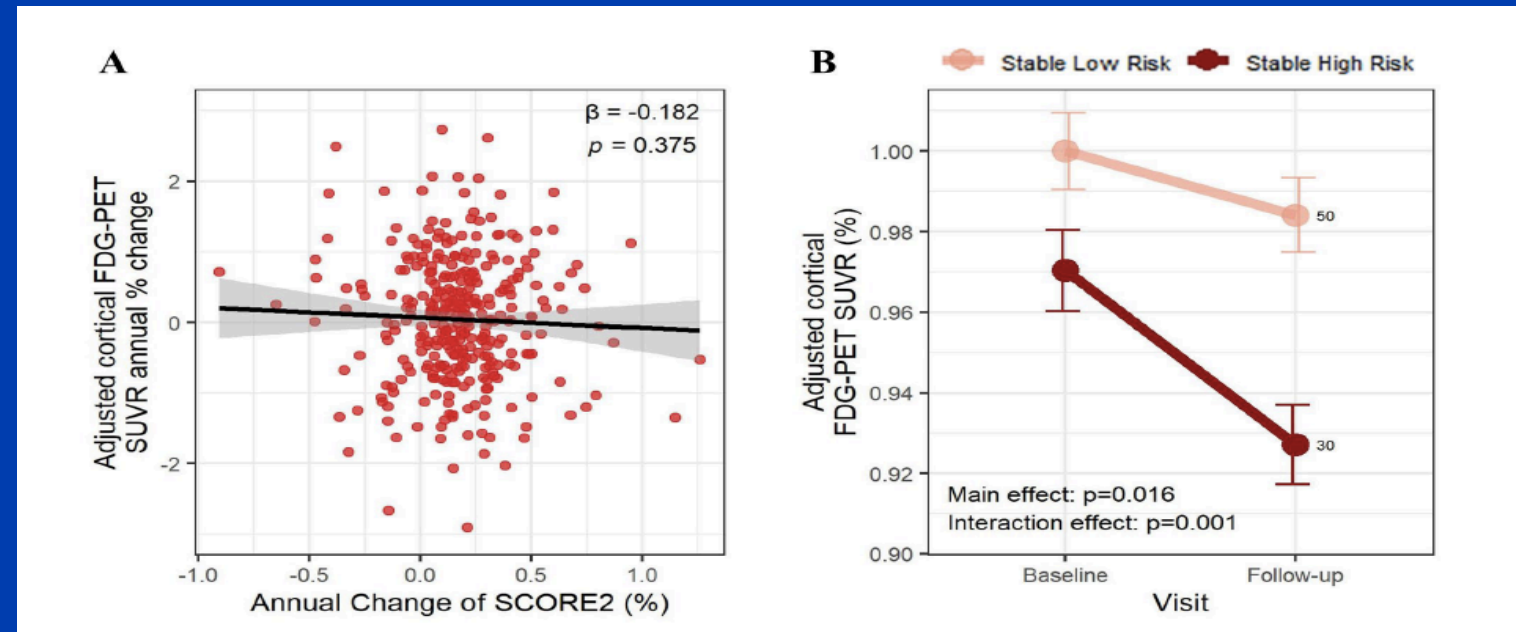 A
β = -0.182
p = 0.375
Adjusted cortical FDG-PET
SUVR annual % change
2
0
-2
-1.0
-0.5
0.0
0.5
1.0
Annual Change of SCORE2 (%)
B
Stable Low Risk
Stable High Risk
Adjusted cortical
FDG-PET SUVR (%)
1.00
0.98
0.96
0.94
0.92
0.90
50
30
Main effect: p=0.016
Interaction effect: p=0.001
Baseline
Follow-up
Visit